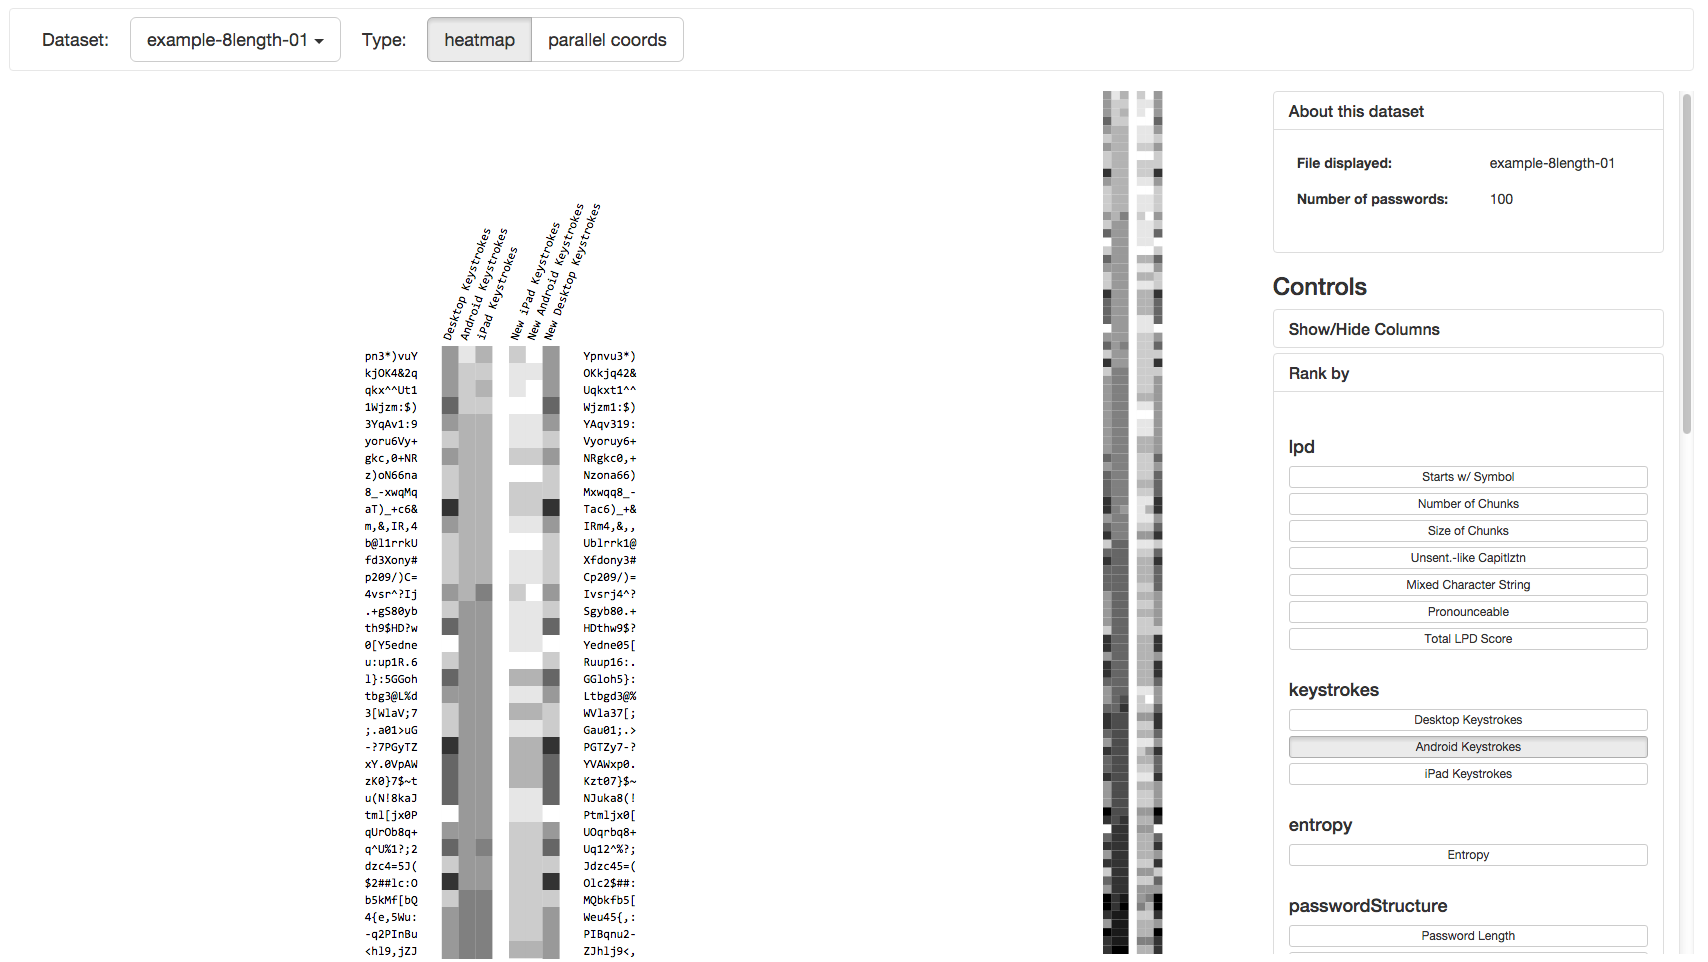 Dataset: example-8length-01 Type: heatmap parallel coords
Desktop Keystrokes
Android Keystrokes
iPad Keystrokes
New iPad Keystrokes
New Android Keystrokes
New Desktop Keystrokes
pn3*)vuY Ypnvu3*)
kjOK4&2q OKkjq42&
qkx^^Ut1 Uqkxt1^^
1Wjzm:$) Wjzm1:$)
3YqAv1:9 YAqv319:
yoru6Vy+ Vyoruy6+
gkc,0+NR NRgkc0,+
z)oN66na Nzona66)
8_-xwqMq Mxwqq8_-
aT)_+c6& Tac6)_+&
m,&,IR,4 IRm4,&,,
b@l1rrkU Ublrrk1@
fd3Xony# Xfdony3#
p209/)C= Cp209/)=
4vsr^?Ij Ivsrj4^?
.+gS80yb Sgyb80.+
th9$HD?w HDthw9$?
0[Y5edne Yedne05[
u:up1R.6 Ruup16:.
l}:5GGoh GGloh5}:
tbg3@L%d Ltbgd3@%
3[WlaV;7 WVla37[;
;.a01>uG Gau01;.>
-?7PGyTZ PGTZy7-?
xY.0VpAW YVAWxp0.
zK0}7$~t Kzt07}$~
u(N!8kaJ NJuka8(!
tml[jx0P Ptmljx0[
qUrOb8q+ UOqrbq8+
q^U%1?;2 Uq12^%?;
dzc4=5J( Jdzc45=(
$2##lc:O Olc2$##:
b5kMf[bQ MQbkfb5[
4{e,5Wu: Weu45{,:
-q2PInBu PIBqnu2-
<hl9,jZJ ZJhlj9<,
About this dataset
File displayed: example-8length-01
Number of passwords: 100
Controls
Show/Hide Columns
Rank by
lpd
Starts w/ Symbol
Number of Chunks
Size of Chunks
Unsent.-like Capitlztn
Mixed Character String
Pronounceable
Total LPD Score
keystrokes
Desktop Keystrokes
Android Keystrokes
iPad Keystrokes
entropy
Entropy
passwordStructure
Password Length